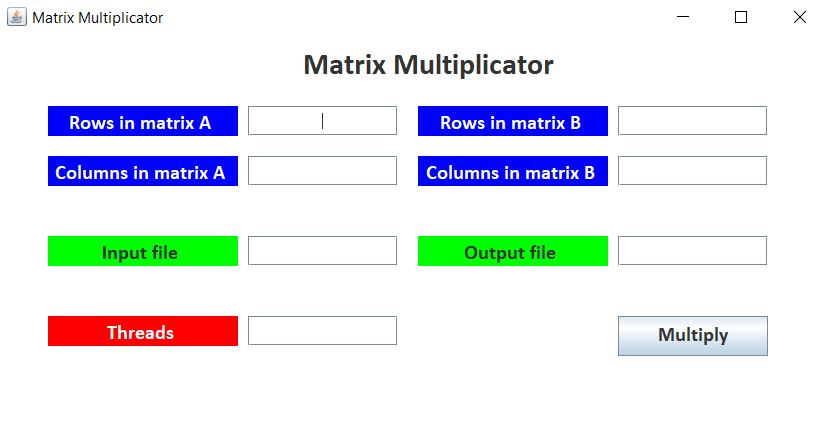 Matrix Multiplicator
Matrix Multiplicator
Rows in matrix A
Rows in matrix B
Columns in matrix A
Columns in matrix B
Input file
Output file
Threads
Multiply